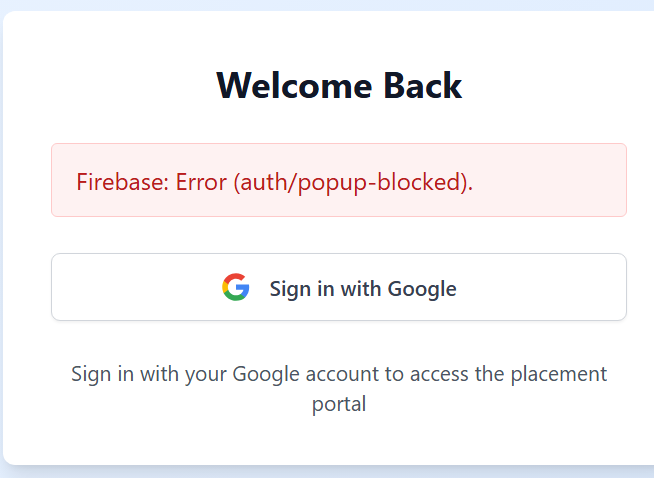 Welcome Back
Firebase: Error (auth/popup-blocked).
Sign in with Google
Sign in with your Google account to access the placement
portal